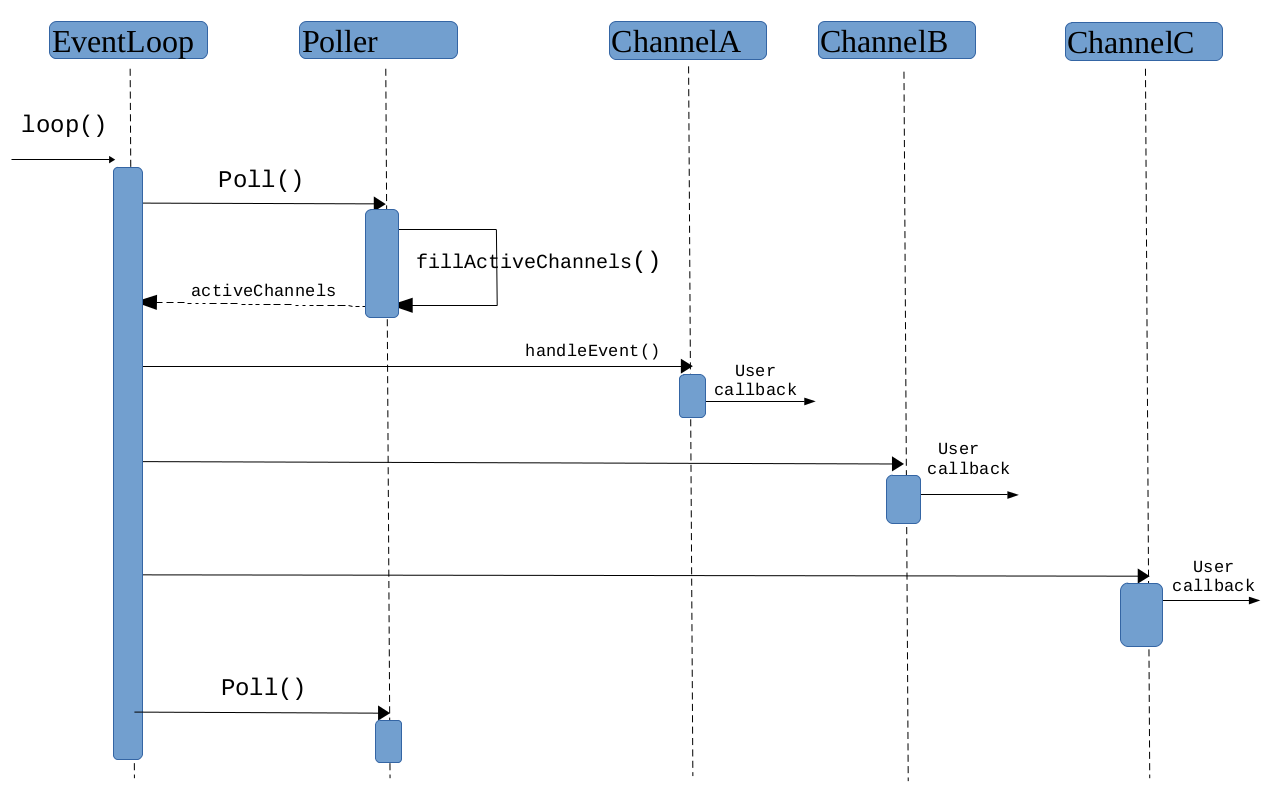 EventLoop
Poller
ChannelA
ChannelB
ChannelC
loop()
Poll()
fillActiveChannels()
activeChannels
handleEvent()
User
callback
User
callback
User
callback
Poll()